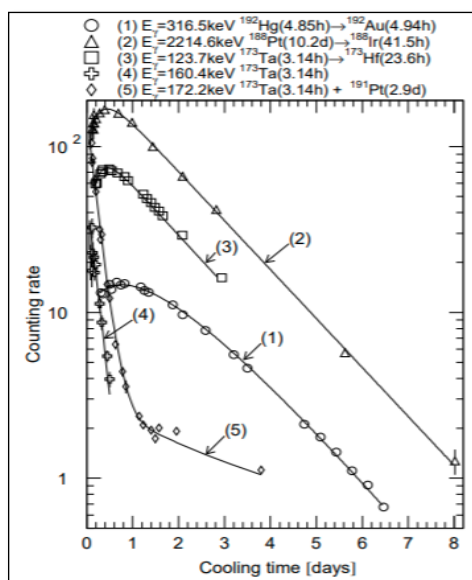 (1) Eγ=316.5keV ¹⁹²Hg(4.85h)→¹⁹²Au(4.94h)
(2) Eγ=2214.6keV ¹⁸⁸Pt(10.2d)→¹⁸⁸Ir(41.5h)
(3) Eγ=123.7keV ¹⁷³Ta(3.14h)→¹⁷³Hf(23.6h)
(4) Eγ=160.4keV ¹⁷³Ta(3.14h)
(5) Eγ=172.2keV ¹⁷³Ta(3.14h) + ¹⁹¹Pt(2.9d)
10²
10
1
Counting rate
(3)
(2)
(1)
(4)
(5)
0 1 2 3 4 5 6 7 8
Cooling time [days]